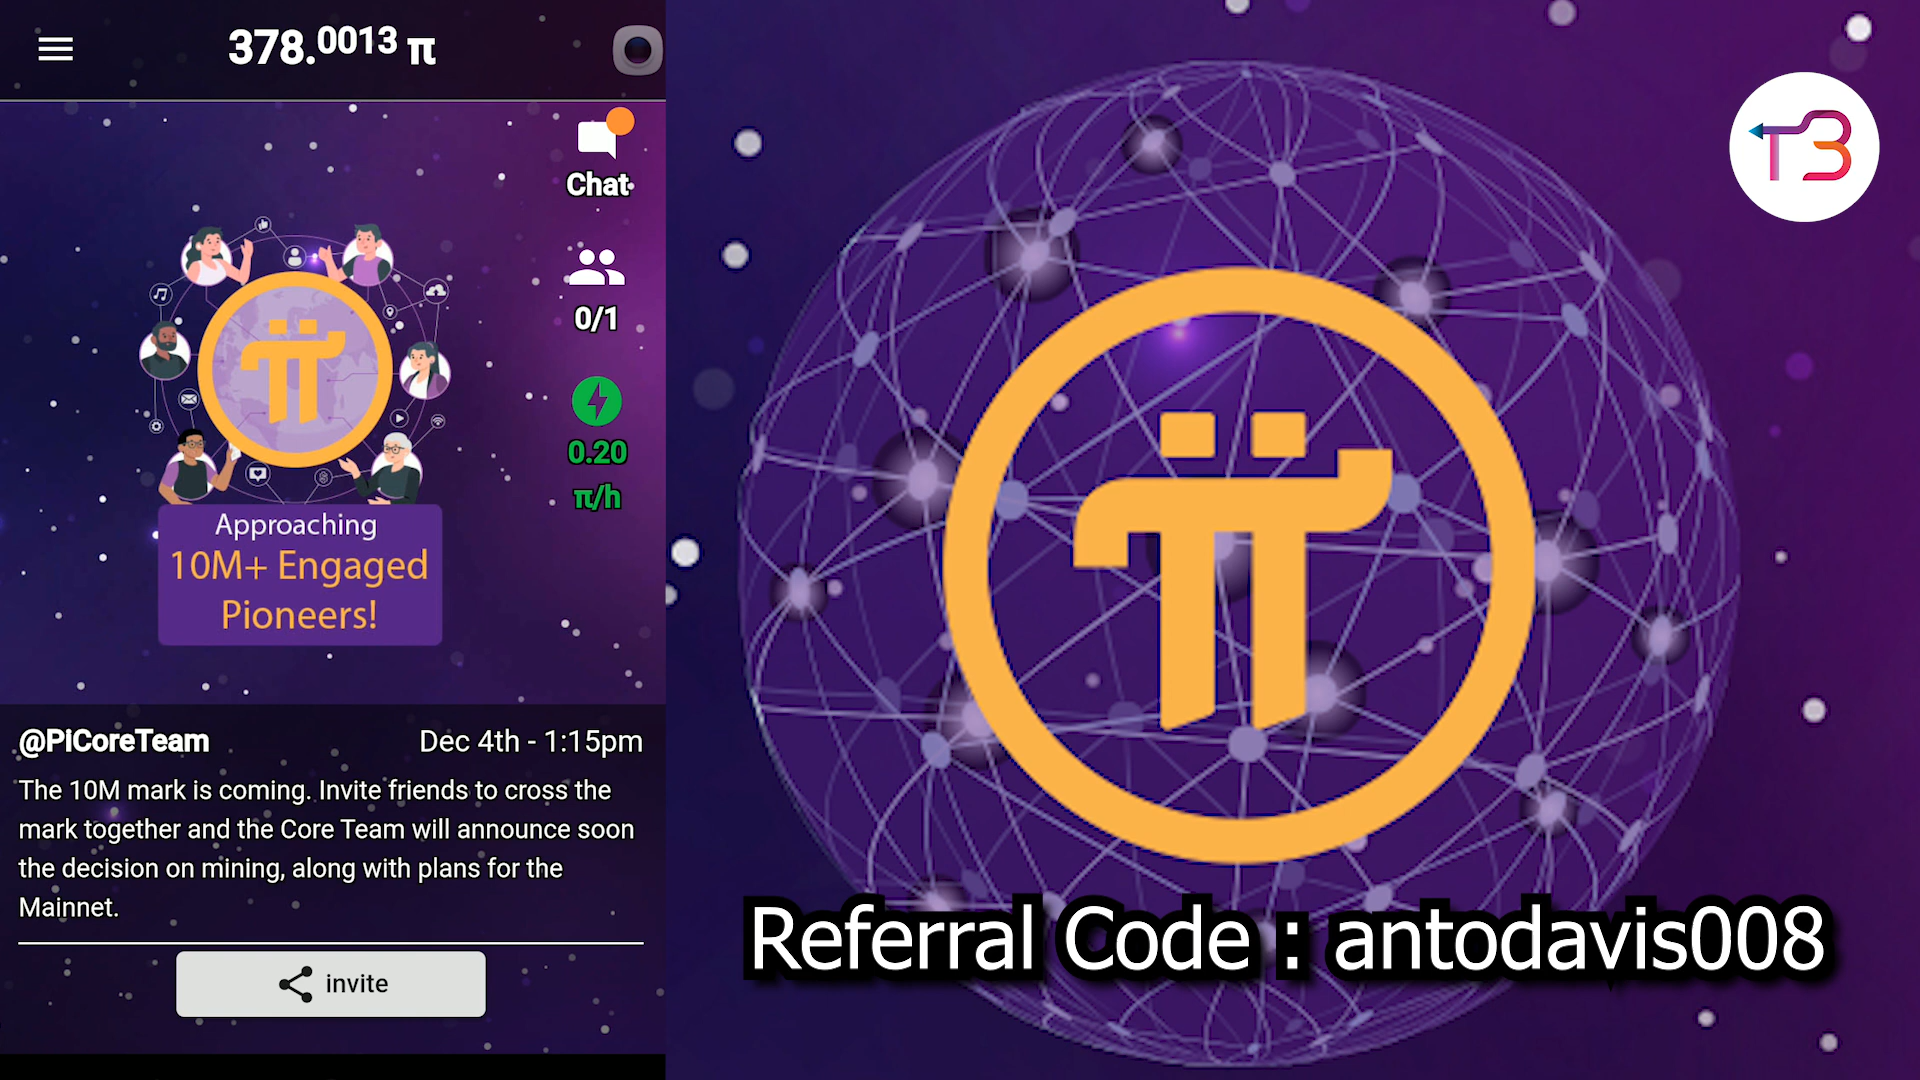 378.0013 π
Chat
0/1
0.20
π/h
Approaching
10M+ Engaged
Pioneers!
@PiCoreTeam
Dec 4th - 1:15pm
The 10M mark is coming. Invite friends to cross the
mark together and the Core Team will announce soon
the decision on mining, along with plans for the
Mainnet.
invite
T3
Referral Code : antodavis008